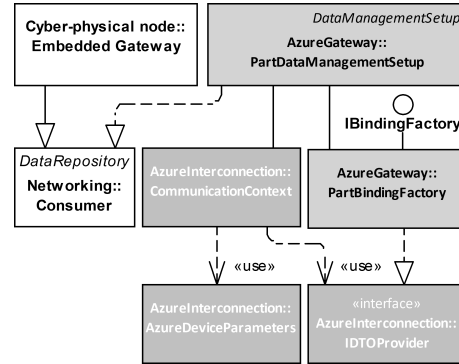 Cyber-physical node::
Embedded Gateway
DataManagementSetup
AzureGateway::
PartDataManagementSetup
IBindingFactory
DataRepository
Networking::
Consumer
AzureInterconnection::
CommunicationContext
AzureGateway::
PartBindingFactory
«use»
«use»
AzureInterconnection::
AzureDeviceParameters
«interface»
AzureInterconnection::
IDTOProvider